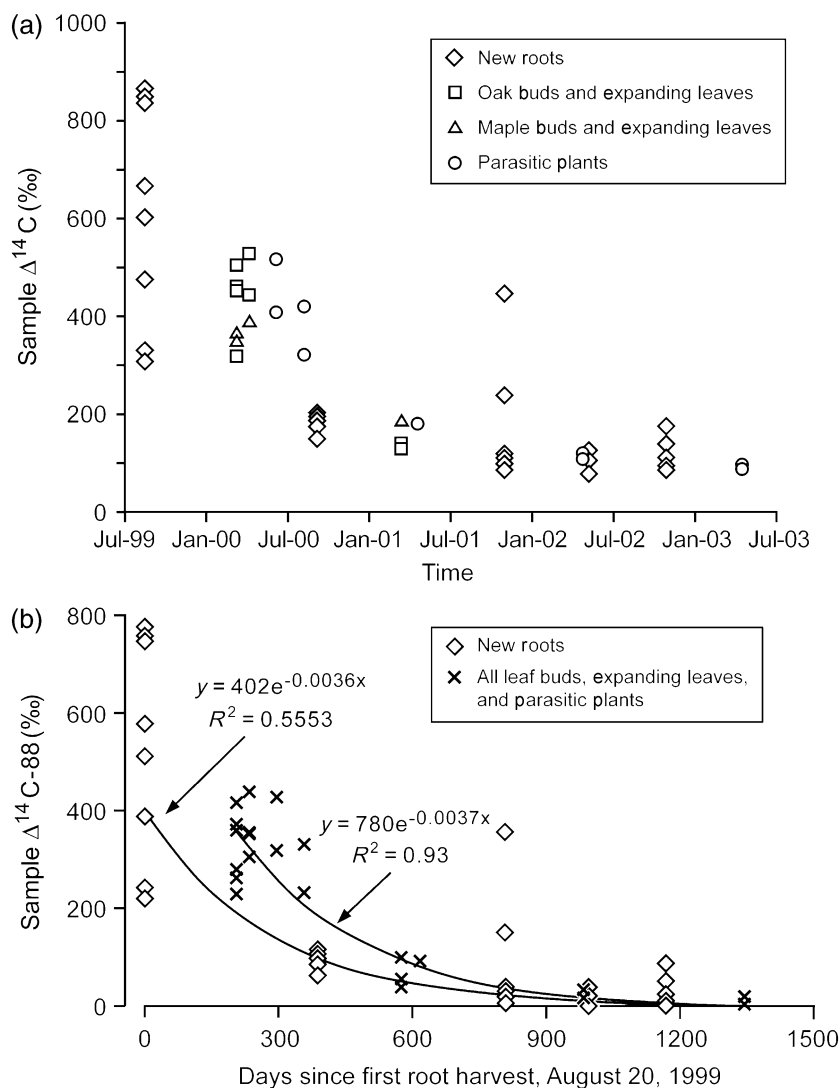 (a)
1000
800
600
400
200
0
Sample Δ¹⁴C (‰)
New roots
Oak buds and expanding leaves
Maple buds and expanding leaves
Parasitic plants
Jul-99 Jan-00 Jul-00 Jan-01 Jul-01 Jan-02 Jul-02 Jan-03 Jul-03
Time
(b)
800
600
400
200
0
Sample Δ¹⁴C-88 (‰)
New roots
All leaf buds, expanding leaves,
and parasitic plants
y = 402e^-0.0036x
R² = 0.5553
y = 780e^-0.0037x
R² = 0.93
0 300 600 900 1200 1500
Days since first root harvest, August 20, 1999